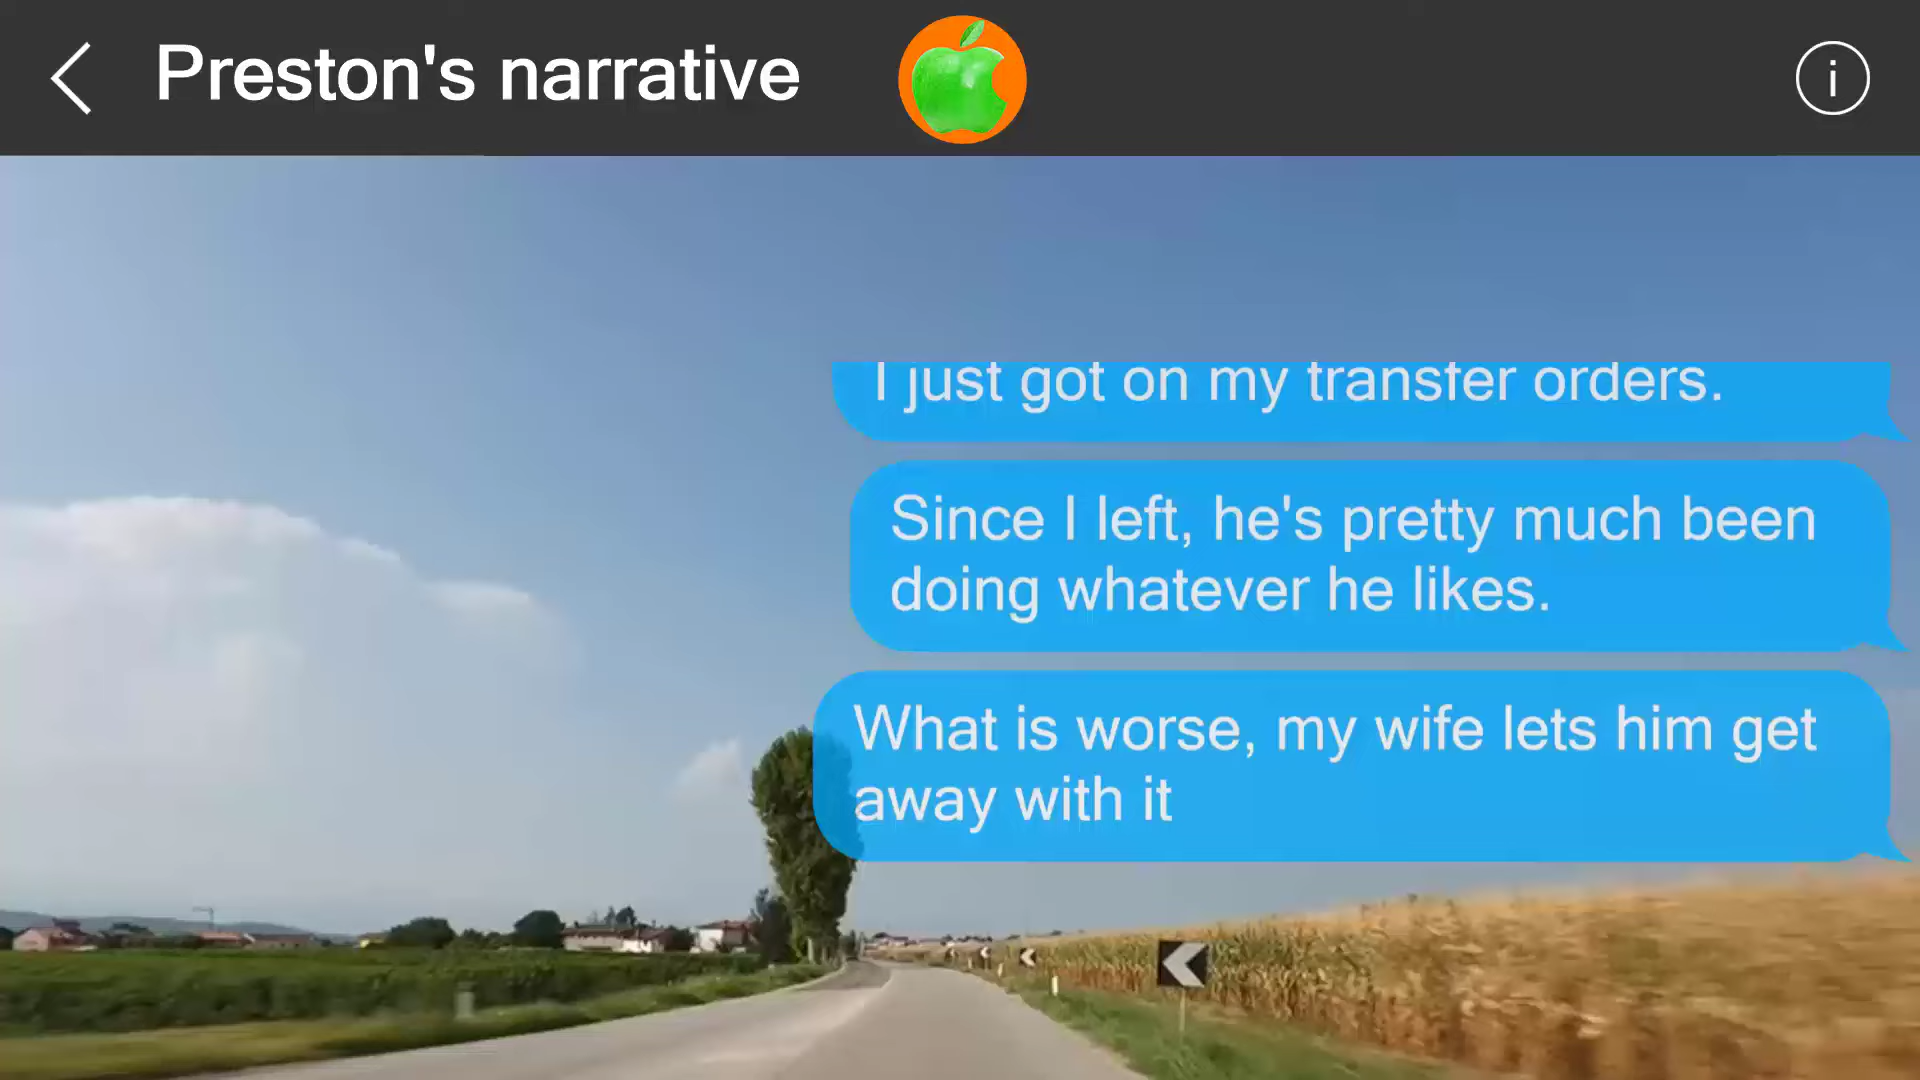 Preston's narrative
i
I just got on my transfer orders.
Since I left, he's pretty much been
doing whatever he likes.
What is worse, my wife lets him get
away with it